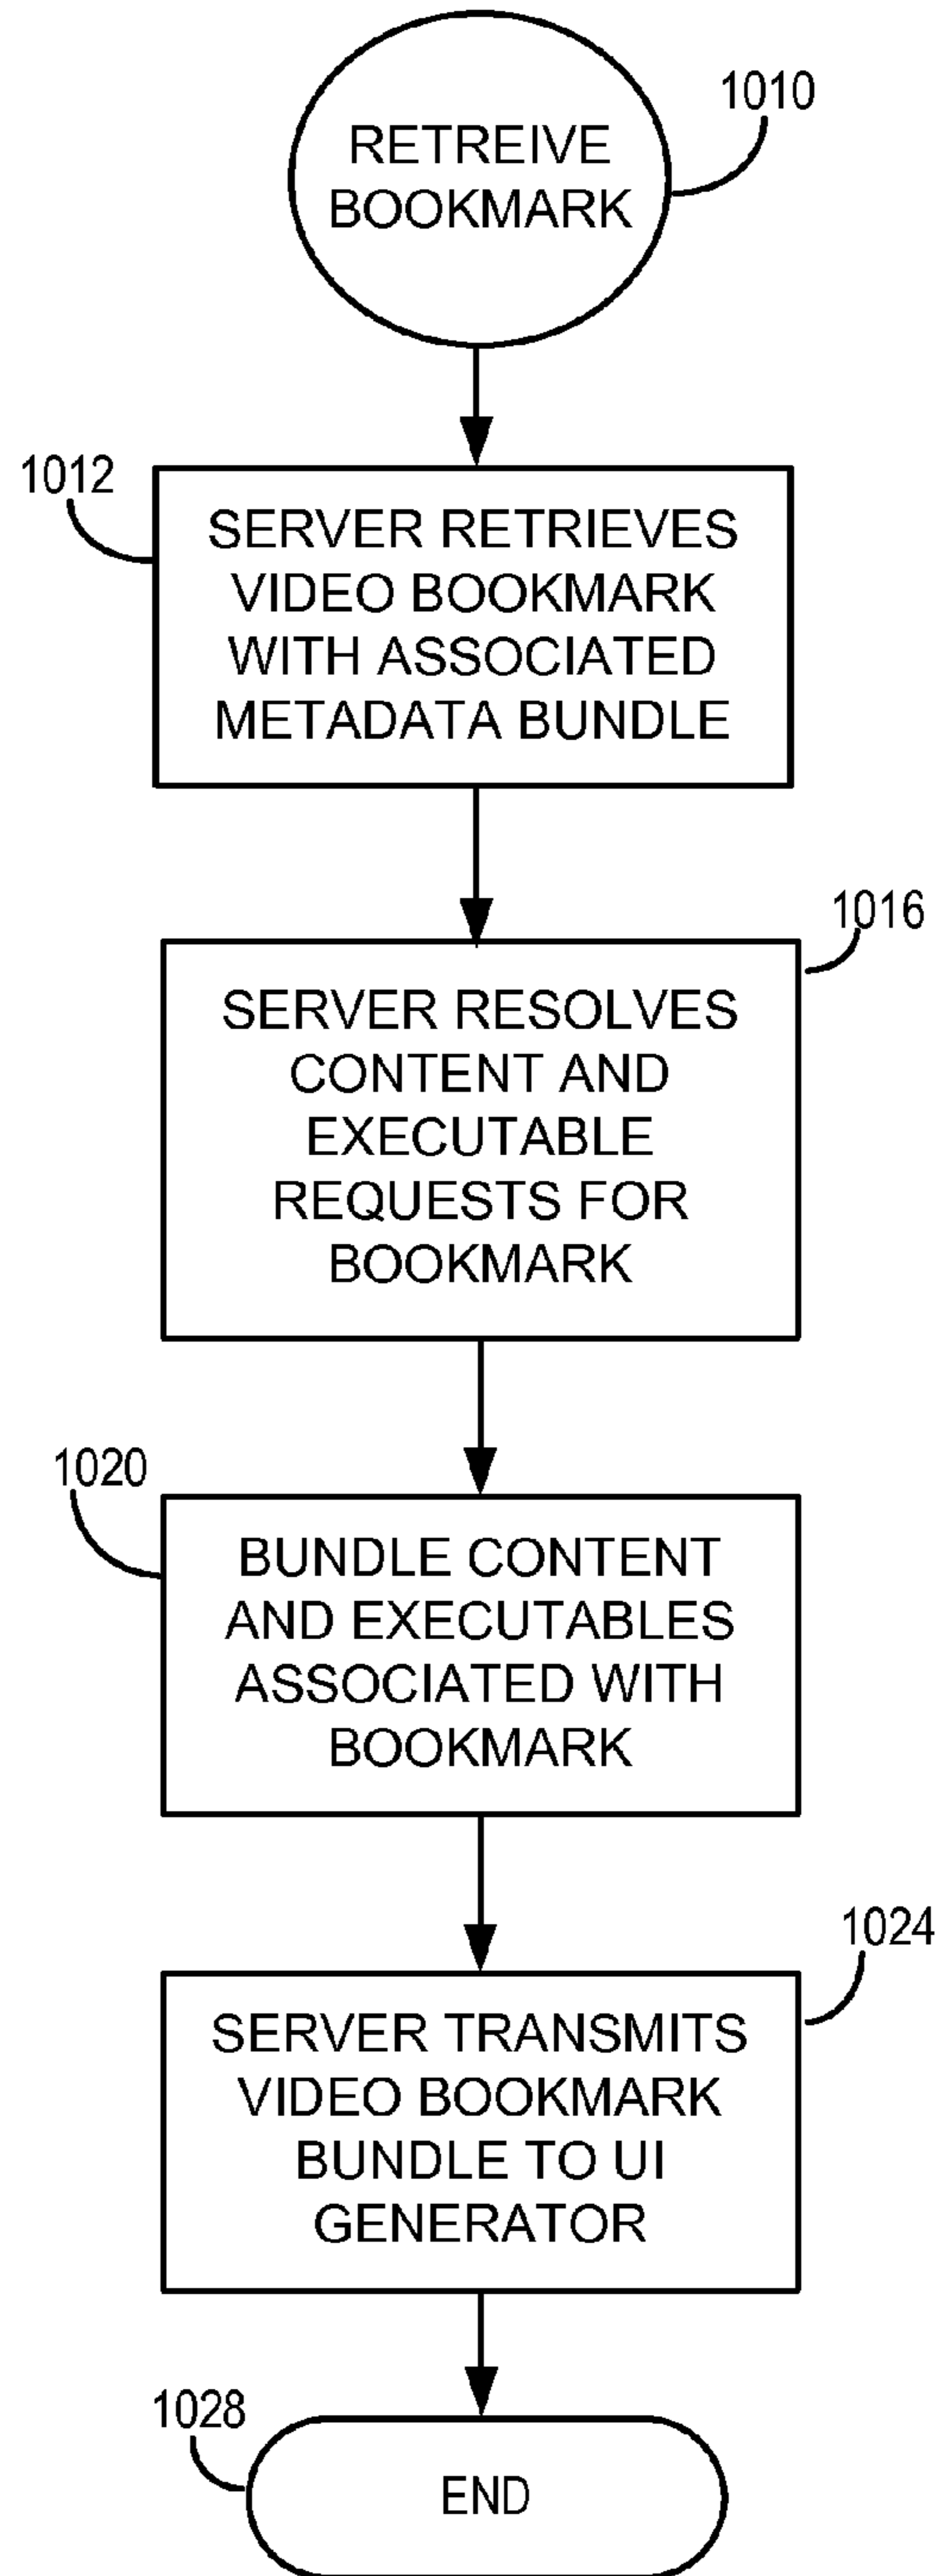 1010
RETREIVE
BOOKMARK
1012
SERVER RETRIEVES
VIDEO BOOKMARK
WITH ASSOCIATED
METADATA BUNDLE
1016
SERVER RESOLVES
CONTENT AND
EXECUTABLE
REQUESTS FOR
BOOKMARK
1020
BUNDLE CONTENT
AND EXECUTABLES
ASSOCIATED WITH
BOOKMARK
1024
SERVER TRANSMITS
VIDEO BOOKMARK
BUNDLE TO UI
GENERATOR
1028
END